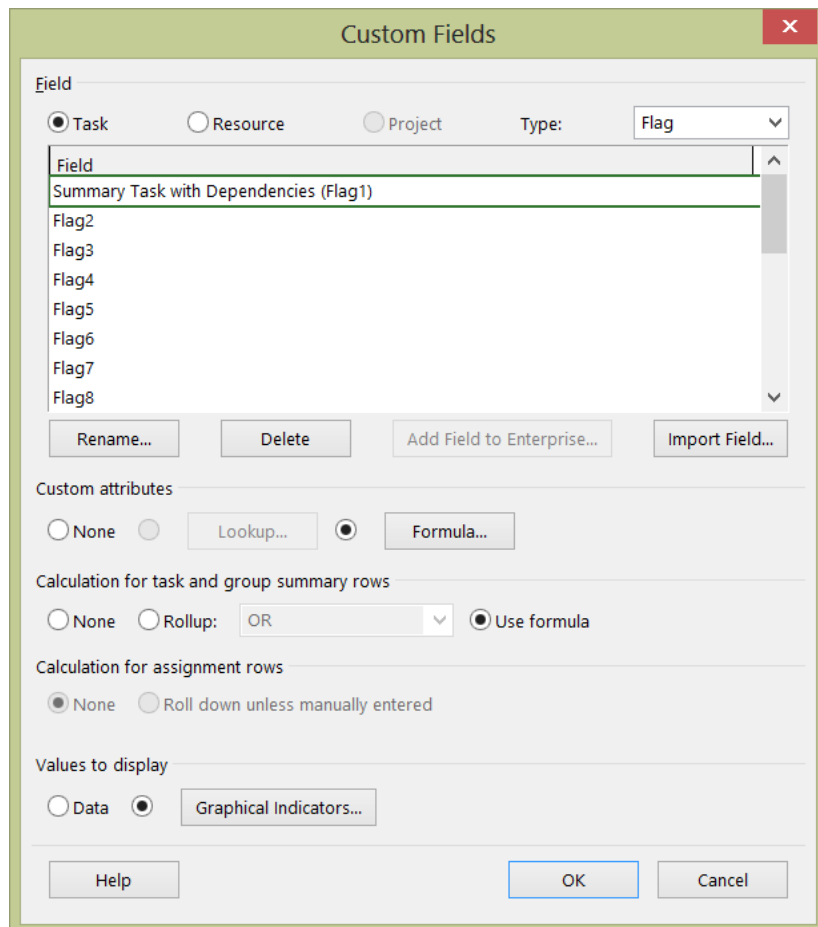 Custom Fields
Field
Task Resource Project Type: Flag
Field
Summary Task with Dependencies (Flag1)
Flag2
Flag3
Flag4
Flag5
Flag6
Flag7
Flag8
Rename... Delete Add Field to Enterprise... Import Field...
Custom attributes
None Lookup... Formula...
Calculation for task and group summary rows
None Rollup: OR Use formula
Calculation for assignment rows
None Roll down unless manually entered
Values to display
Data Graphical Indicators...
Help OK Cancel